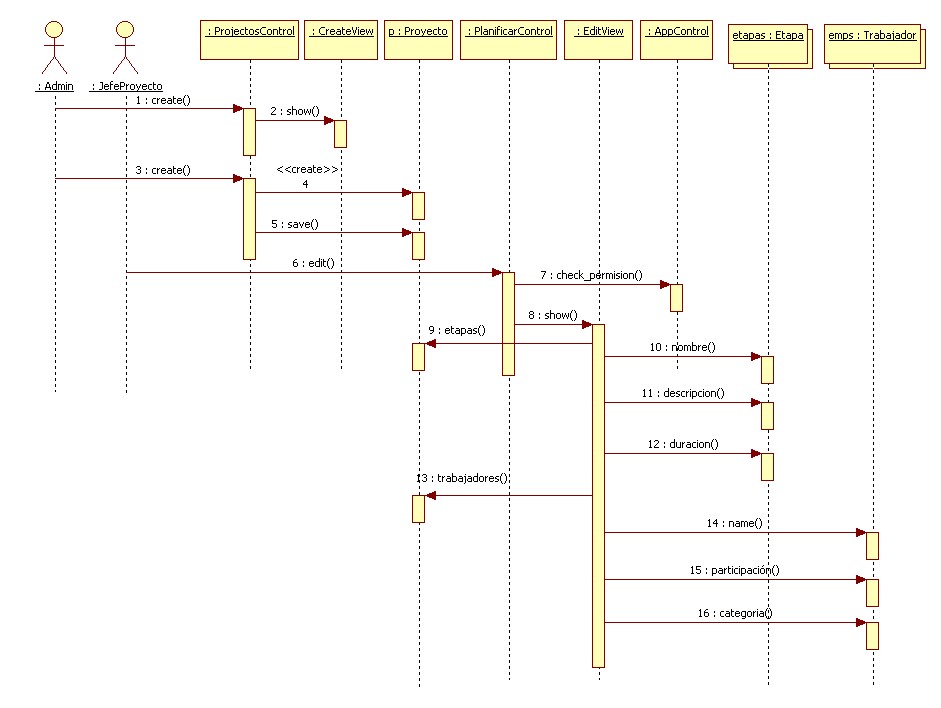 : ProjectosControl
: CreateView
p : Proyecto
: PlanificarControl
: EditView
: AppControl
etapas : Etapa
emps : Trabajador
: Admin
: JefeProyecto
1 : create()
2 : show()
3 : create()
<<create>>
4
5 : save()
6 : edit()
7 : check_permision()
8 : show()
9 : etapas()
10 : nombre()
11 : descripcion()
12 : duracion()
13 : trabajadores()
14 : name()
15 : participación()
16 : categoria()